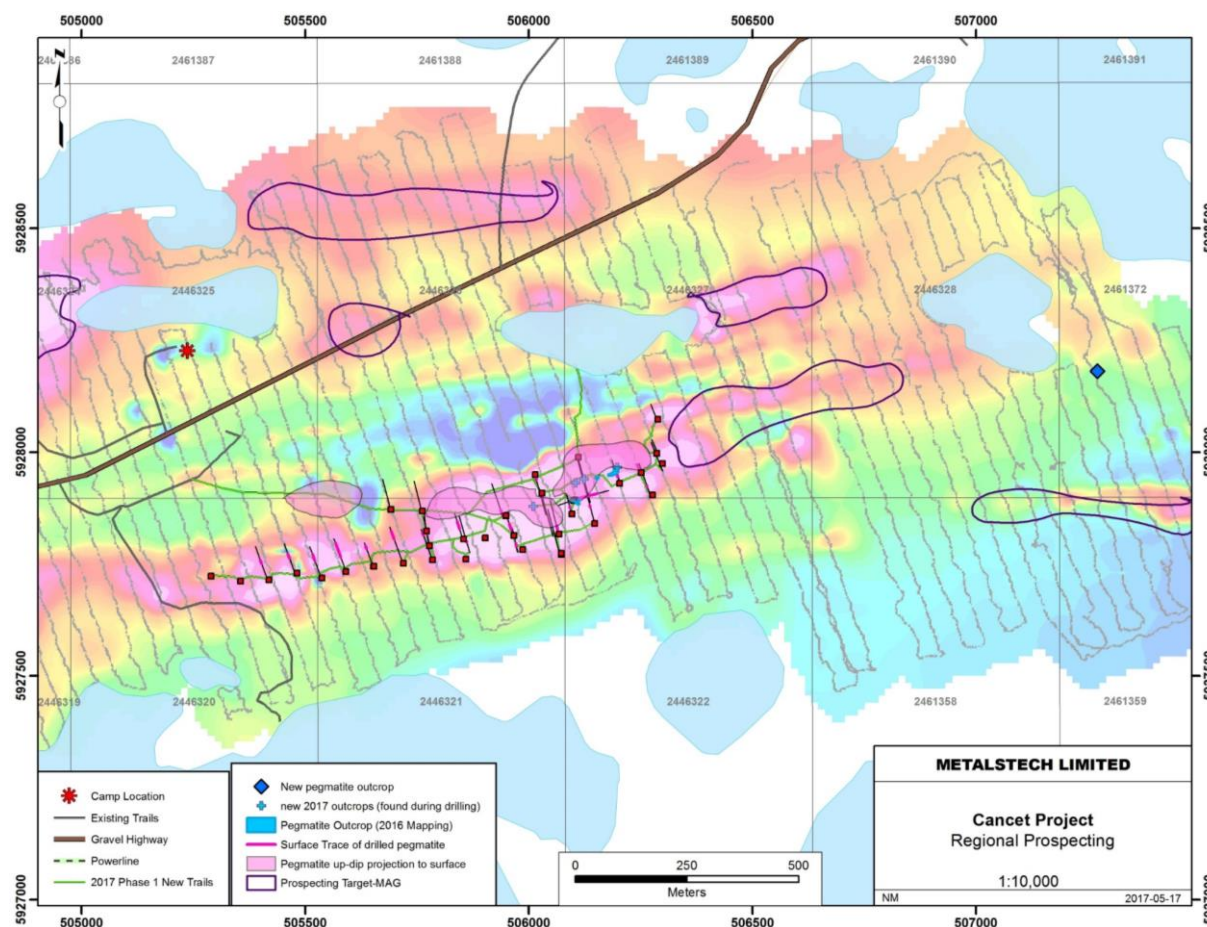 505000 505500 506000 506500 507000
2461387 2461388 2461389 2461390 2461391
5928500 5928500
2446325 2446327 2446328 2461372
5928000 5928000
5927500 5927500
2446319 2446320 2446321 2446322 2461358 2461359
Camp Location
Existing Trails
Gravel Highway
Powerline
2017 Phase 1 New Trails
New pegmatite outcrop
new 2017 outcrops (found during drilling)
Pegmatite Outcrop (2016 Mapping)
Surface Trace of drilled pegmatite
Pegmatite up-dip projection to surface
Prospecting Target-MAG
0 250 500
Meters
METALSTECH LIMITED
Cancet Project
Regional Prospecting
1:10,000
NM 2017-05-17
5927000
505000 505500 506000 506500 507000